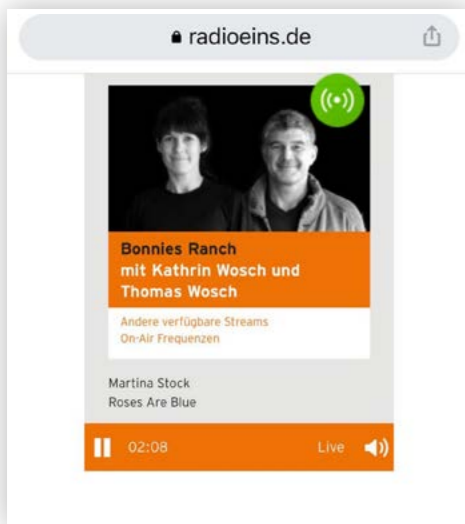 radioeins.de
Bonnies Ranch
mit Kathrin Wosch und
Thomas Wosch
Andere verfügbare Streams
On-Air Frequenzen
Martina Stock
Roses Are Blue
02:08 Live